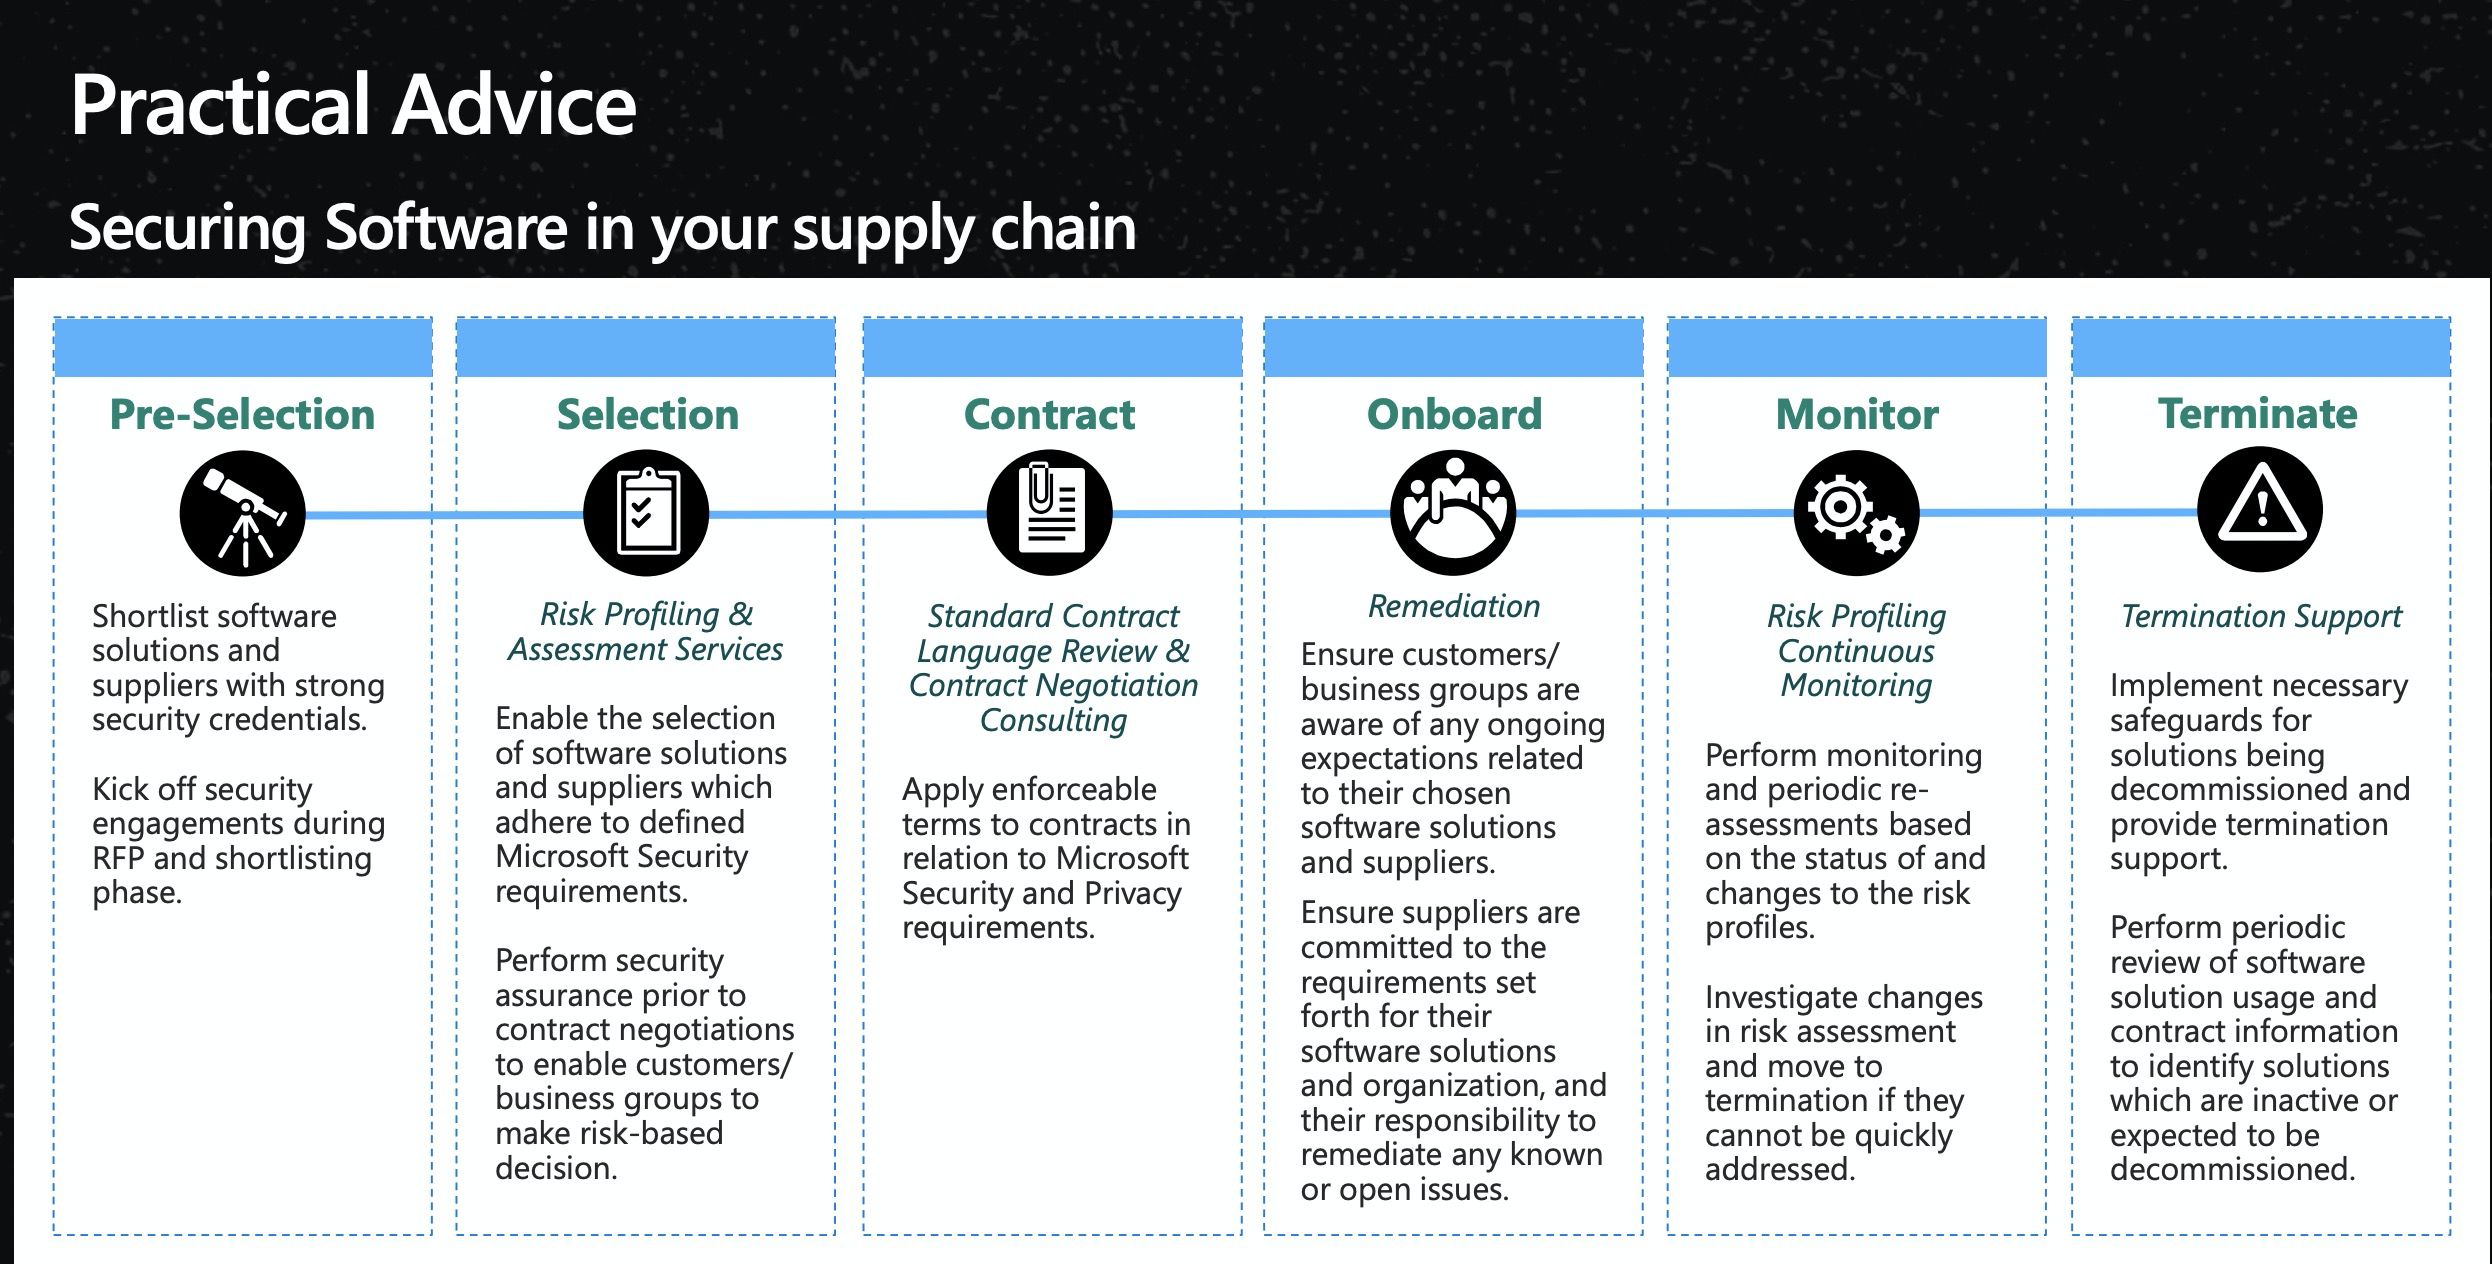 Practical Advice
Securing Software in your supply chain
Pre-Selection
Shortlist software
solutions and
suppliers with strong
security credentials.
Kick off security
engagements during
RFP and shortlisting
phase.
Selection
Risk Profiling &
Assessment Services
Enable the selection
of software solutions
and suppliers which
adhere to defined
Microsoft Security
requirements.
Perform security
assurance prior to
contract negotiations
to enable customers/
business groups to
make risk-based
decision.
Contract
Standard Contract
Language Review &
Contract Negotiation
Consulting
Apply enforceable
terms to contracts in
relation to Microsoft
Security and Privacy
requirements.
Onboard
Remediation
Ensure customers/
business groups are
aware of any ongoing
expectations related
to their chosen
software solutions
and suppliers.
Ensure suppliers are
committed to the
requirements set
forth for their
software solutions
and organization, and
their responsibility to
remediate any known
or open issues.
Monitor
Risk Profiling
Continuous
Monitoring
Perform monitoring
and periodic re-
assessments based
on the status of and
changes to the risk
profiles.
Investigate changes
in risk assessment
and move to
termination if they
cannot be quickly
addressed.
Terminate
Termination Support
Implement necessary
safeguards for
solutions being
decommissioned and
provide termination
support.
Perform periodic
review of software
solution usage and
contract information
to identify solutions
which are inactive or
expected to be
decommissioned.